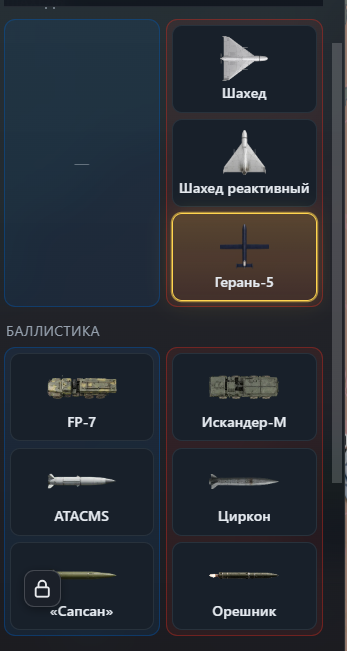 Шахед
Шахед реактивный
—
Герань-5
БАЛЛИСТИКА
FP-7
Искандер-М
ATACMS
Циркон
«Сапсан»
Орешник